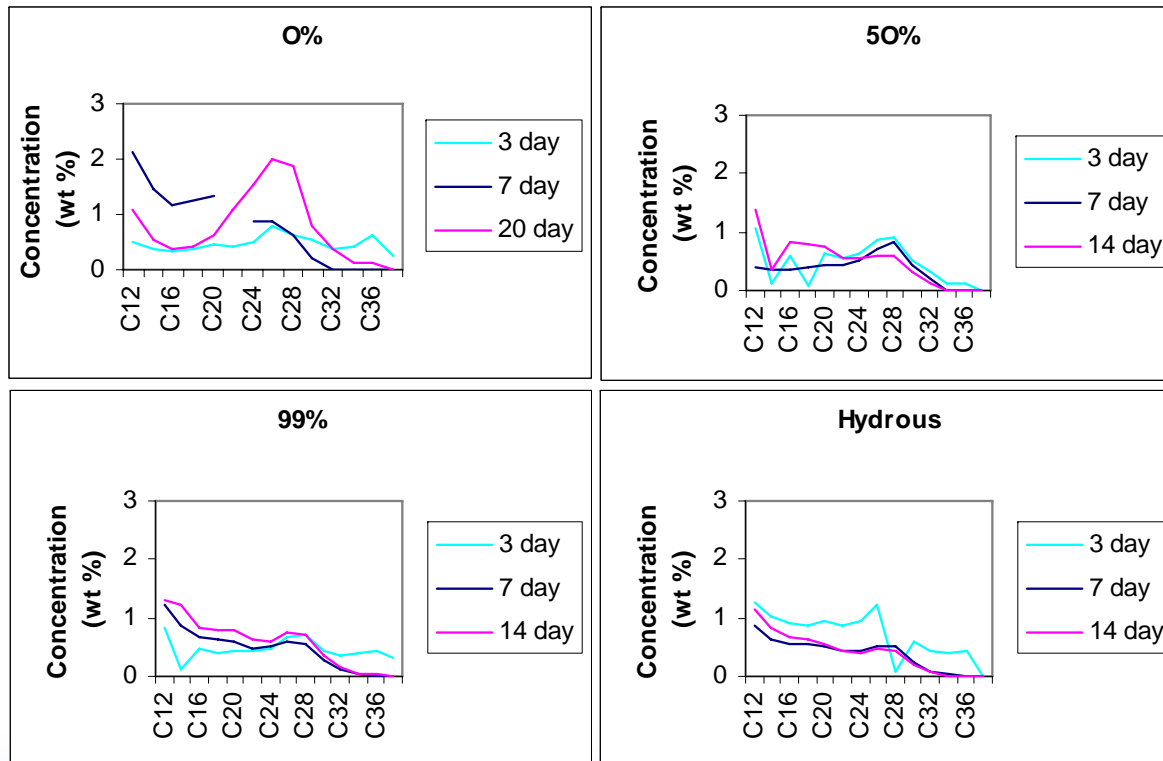 O%
Concentration
(wt %)
3
2
1
0
C12
C16
C20
C24
C28
C32
C36
3 day
7 day
20 day
5O%
Concentration
(wt %)
3
2
1
0
C12
C16
C20
C24
C28
C32
C36
3 day
7 day
14 day
99%
Concentration
(wt %)
3
2
1
0
C12
C16
C20
C24
C28
C32
C36
3 day
7 day
14 day
Hydrous
Concentration
(wt %)
3
2
1
0
C12
C16
C20
C24
C28
C32
C36
3 day
7 day
14 day